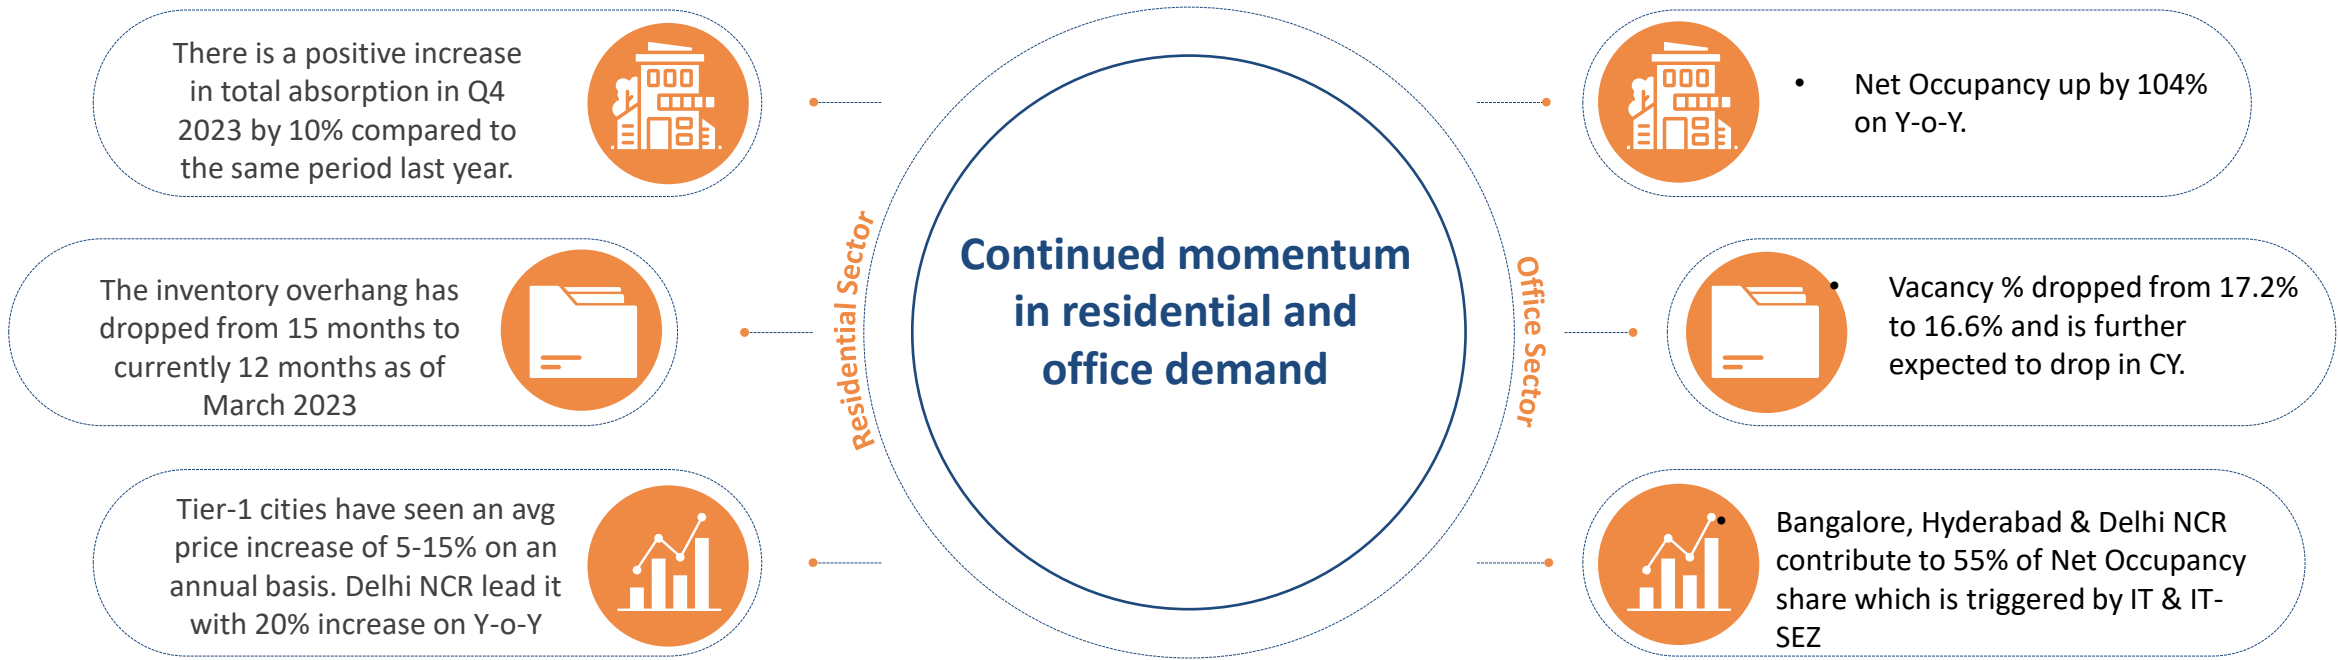 There is a positive increase
in total absorption in Q4
2023 by 10% compared to
the same period last year.
The inventory overhang has
dropped from 15 months to
currently 12 months as of
March 2023
Tier-1 cities have seen an avg
price increase of 5-15% on an
annual basis. Delhi NCR lead it
with 20% increase on Y-o-Y
Residential Sector
Continued momentum
in residential and
office demand
Office Sector
• Net Occupancy up by 104%
on Y-o-Y.
• Vacancy % dropped from 17.2%
to 16.6% and is further
expected to drop in CY.
• Bangalore, Hyderabad & Delhi NCR
contribute to 55% of Net Occupancy
share which is triggered by IT & IT-
SEZ